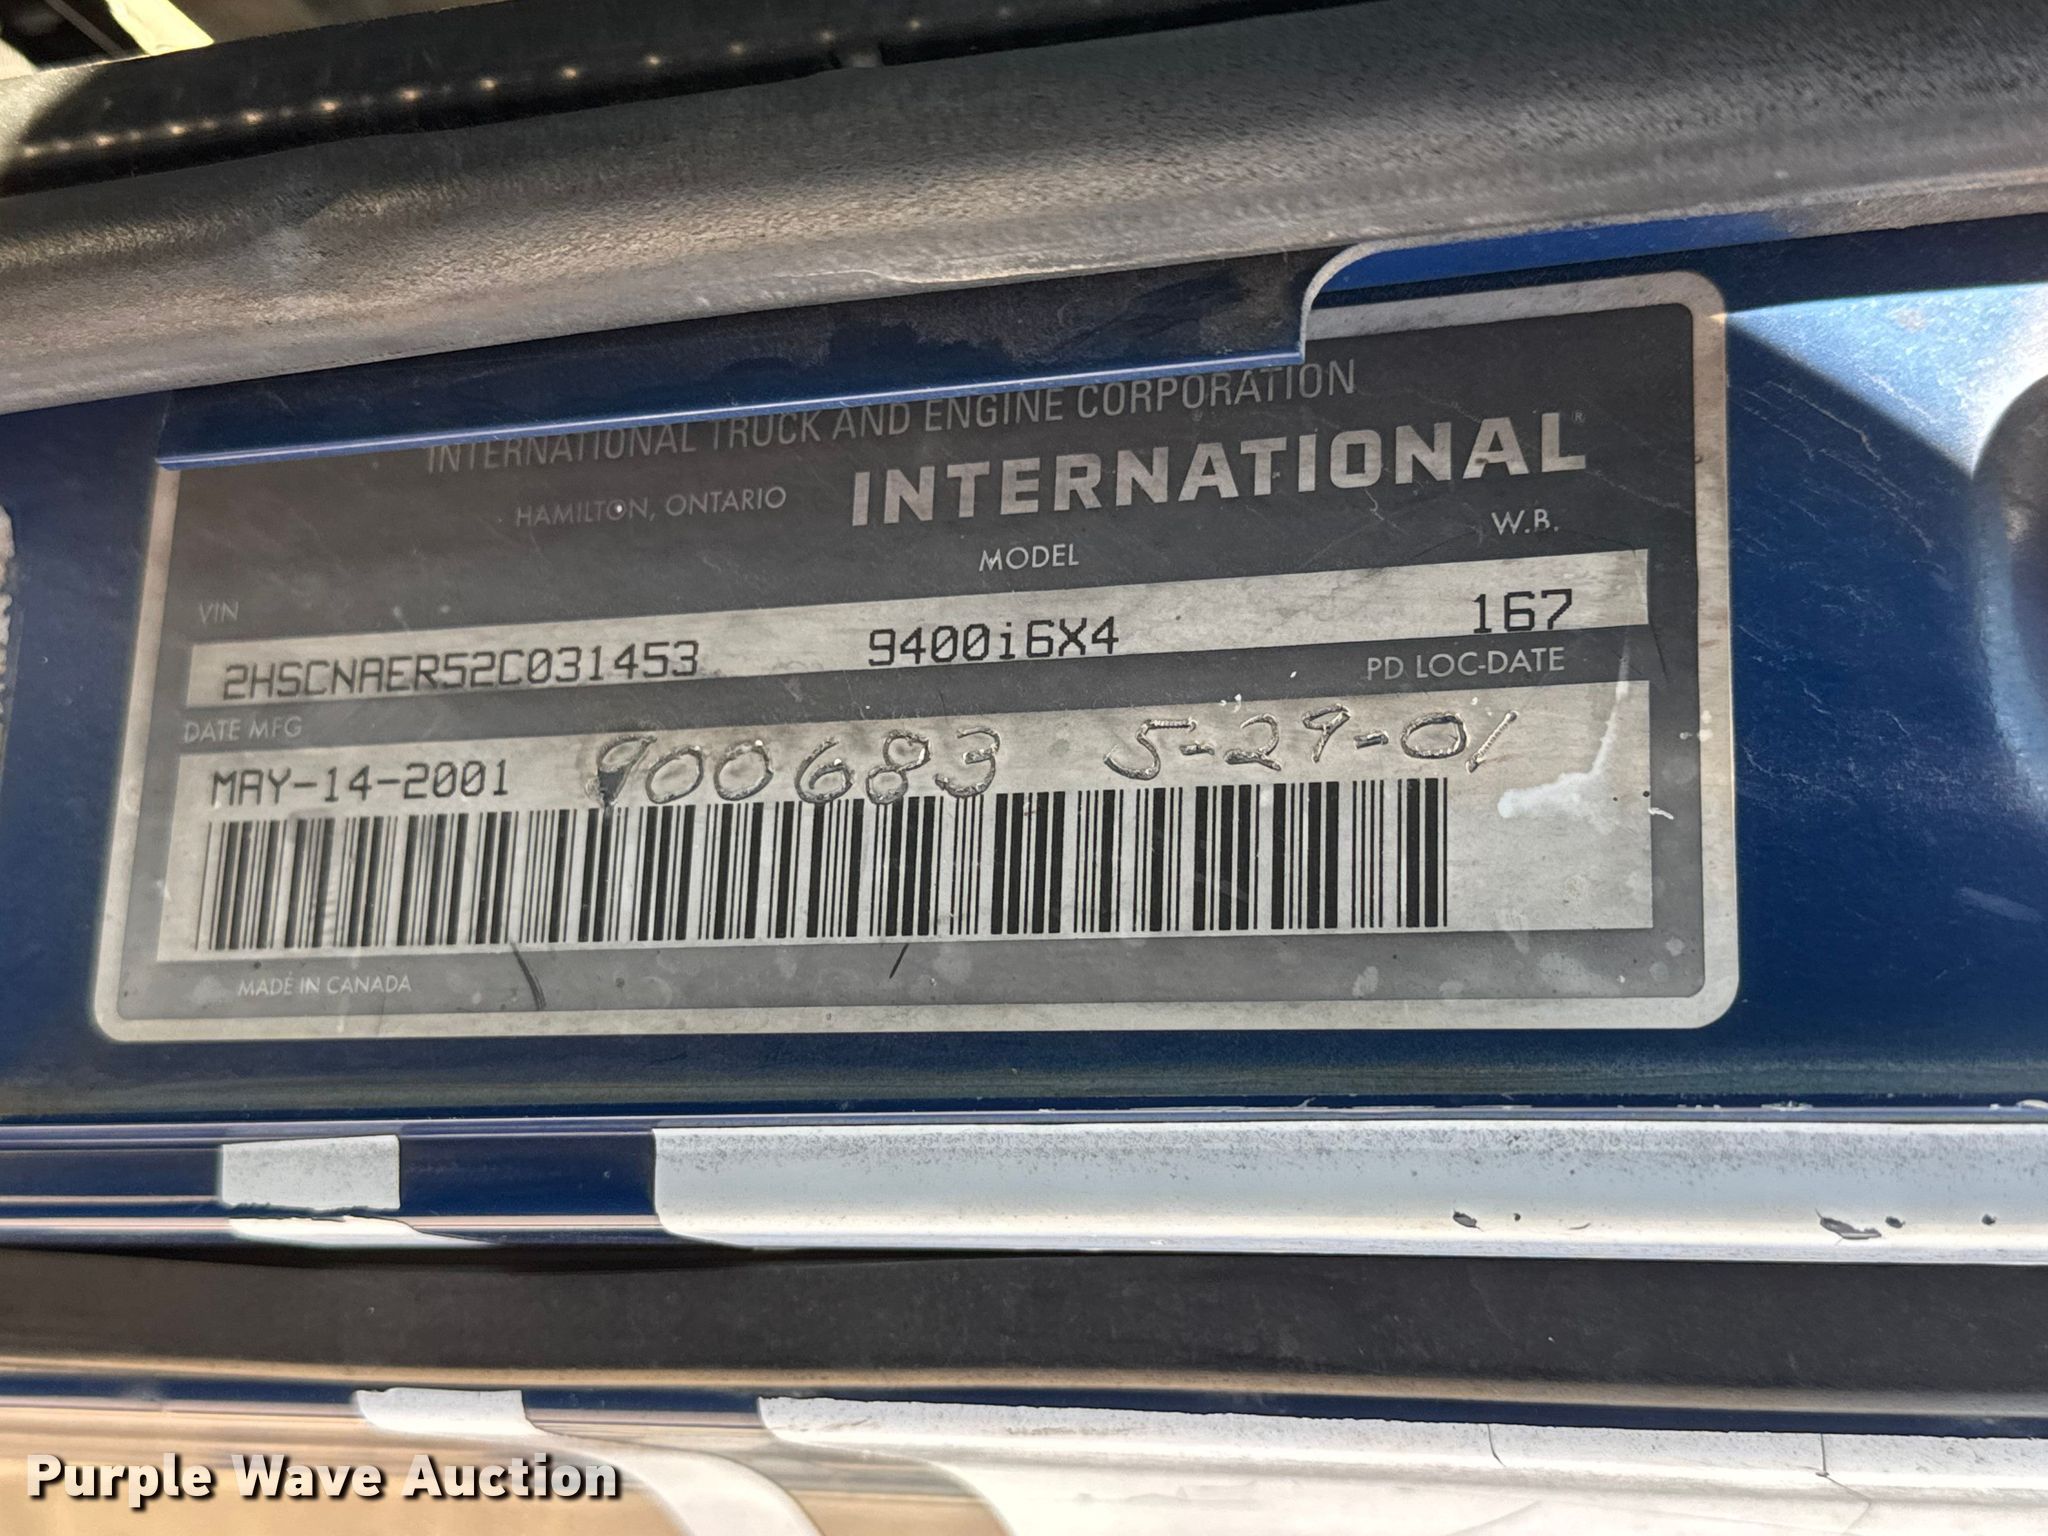 INTERNATIONAL TRUCK AND ENGINE CORPORATION
HAMILTON, ONTARIO INTERNATIONAL®
VIN MODEL W.B.
2HSCNAER52C031453 9400i6X4 167
DATE MFG PD LOC-DATE
MAY-14-2001 900683 5-29-01
MADE IN CANADA
Purple Wave Auction